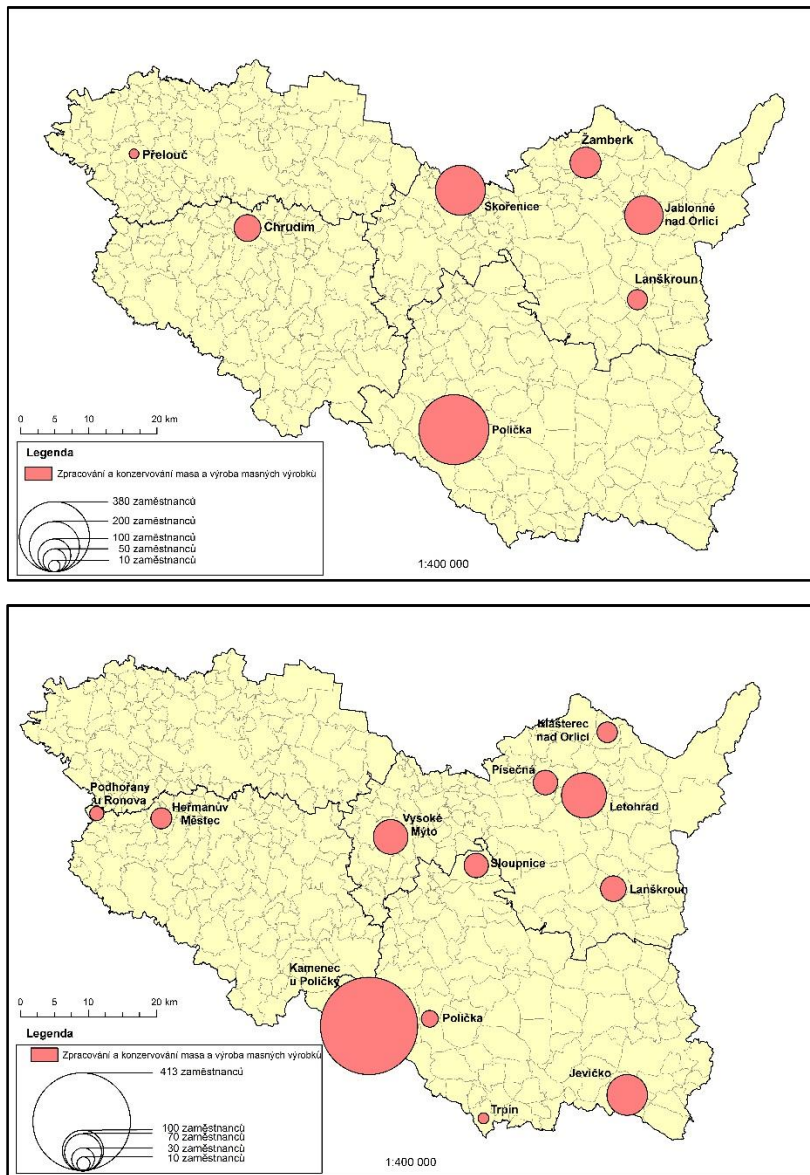 Žamberk
Přelouč
Skořenice
Jablonné
nad Orlicí
Chrudim
Lanškroun
Polička
0 5 10 20 km
Legenda
Zpracování a konzervování masa a výroba masných výrobků
380 zaměstnanců
200 zaměstnanců
100 zaměstnanců
50 zaměstnanců
10 zaměstnanců
1:400 000
Klášterec
nad Orlicí
Písečná
Podhořany
u Ronova
Heřmanův
Městec
Letohrad
Vysoké
Mýto
Sloupnice
Lanškroun
Kamenec
u Poličky
0 5 10 20 km
Polička
Legenda
Zpracování a konzervování masa a výroba masných výrobků
Jevíčko
413 zaměstnanců
Trpín
100 zaměstnanců
70 zaměstnanců
30 zaměstnanců
10 zaměstnanců
1:400 000